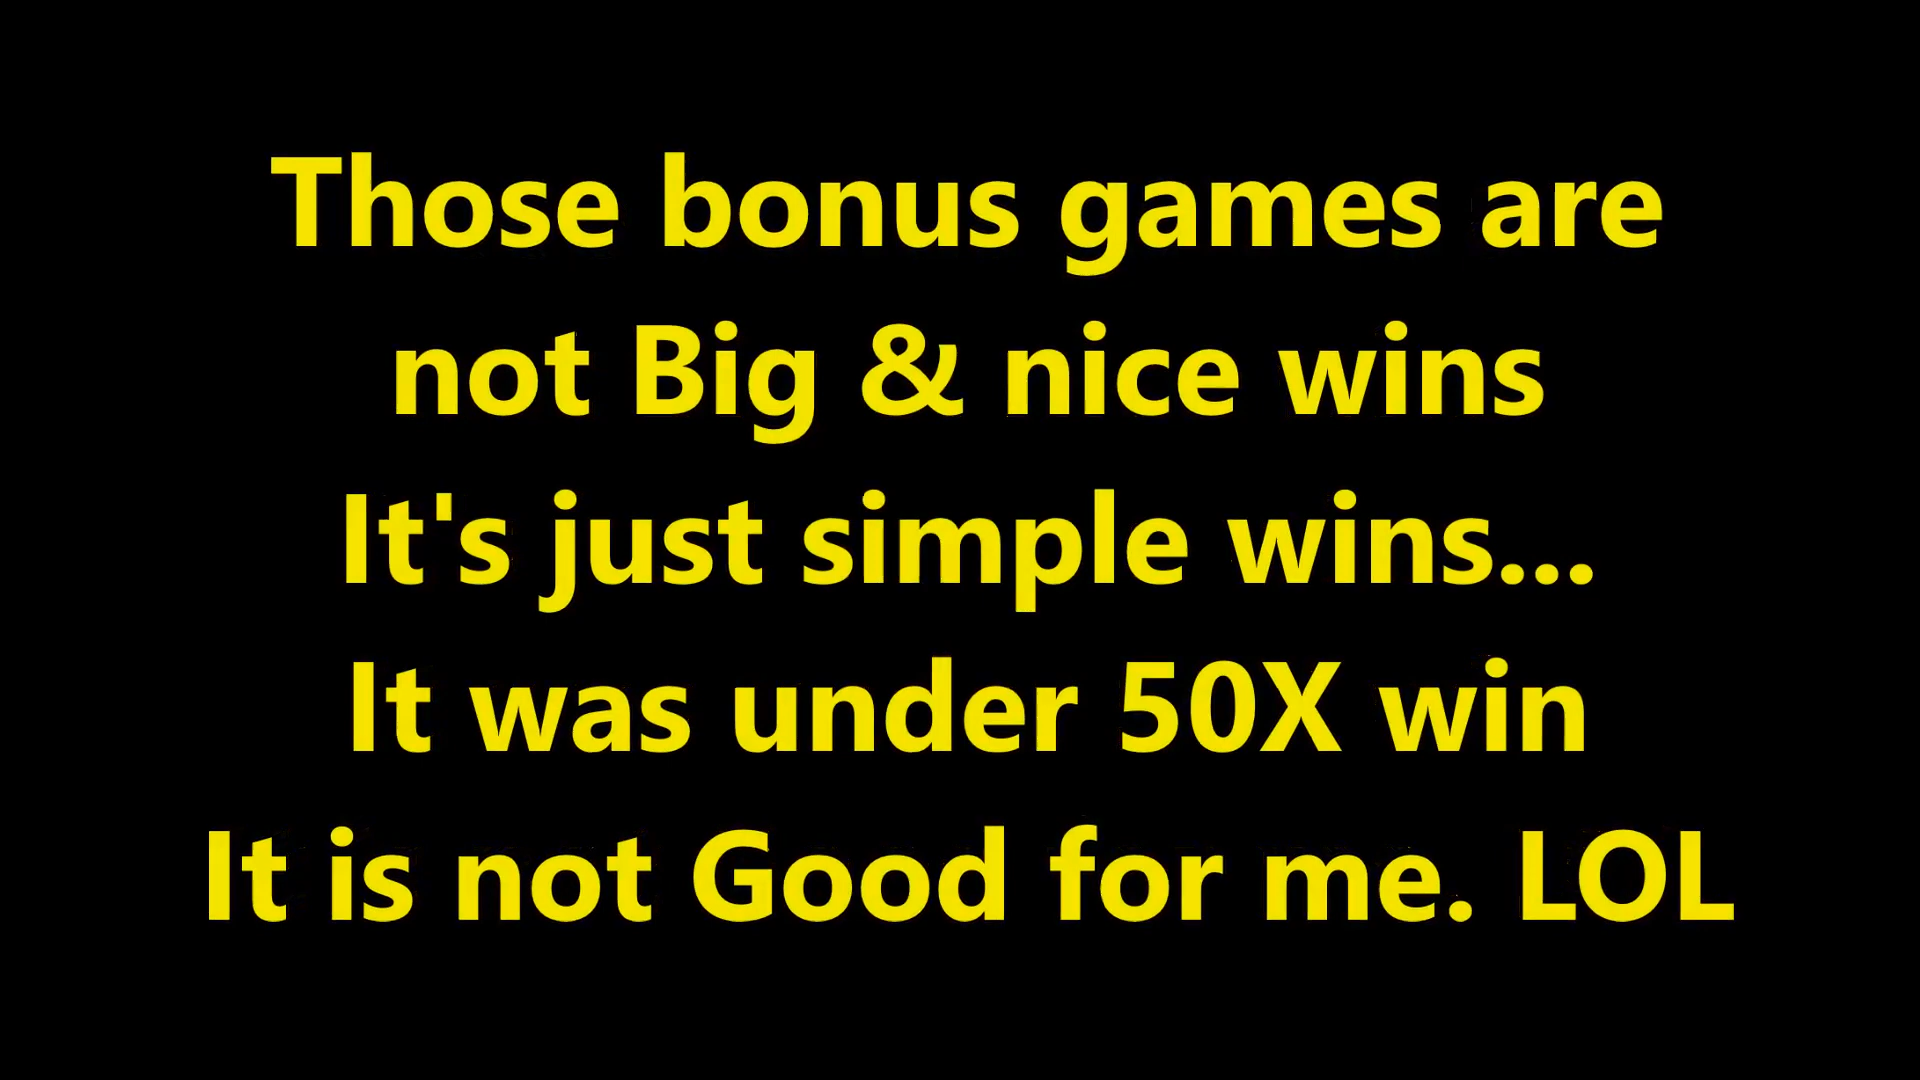 Those bonus games are
not Big & nice wins
It's just simple wins...
It was under 50X win
It is not Good for me. LOL